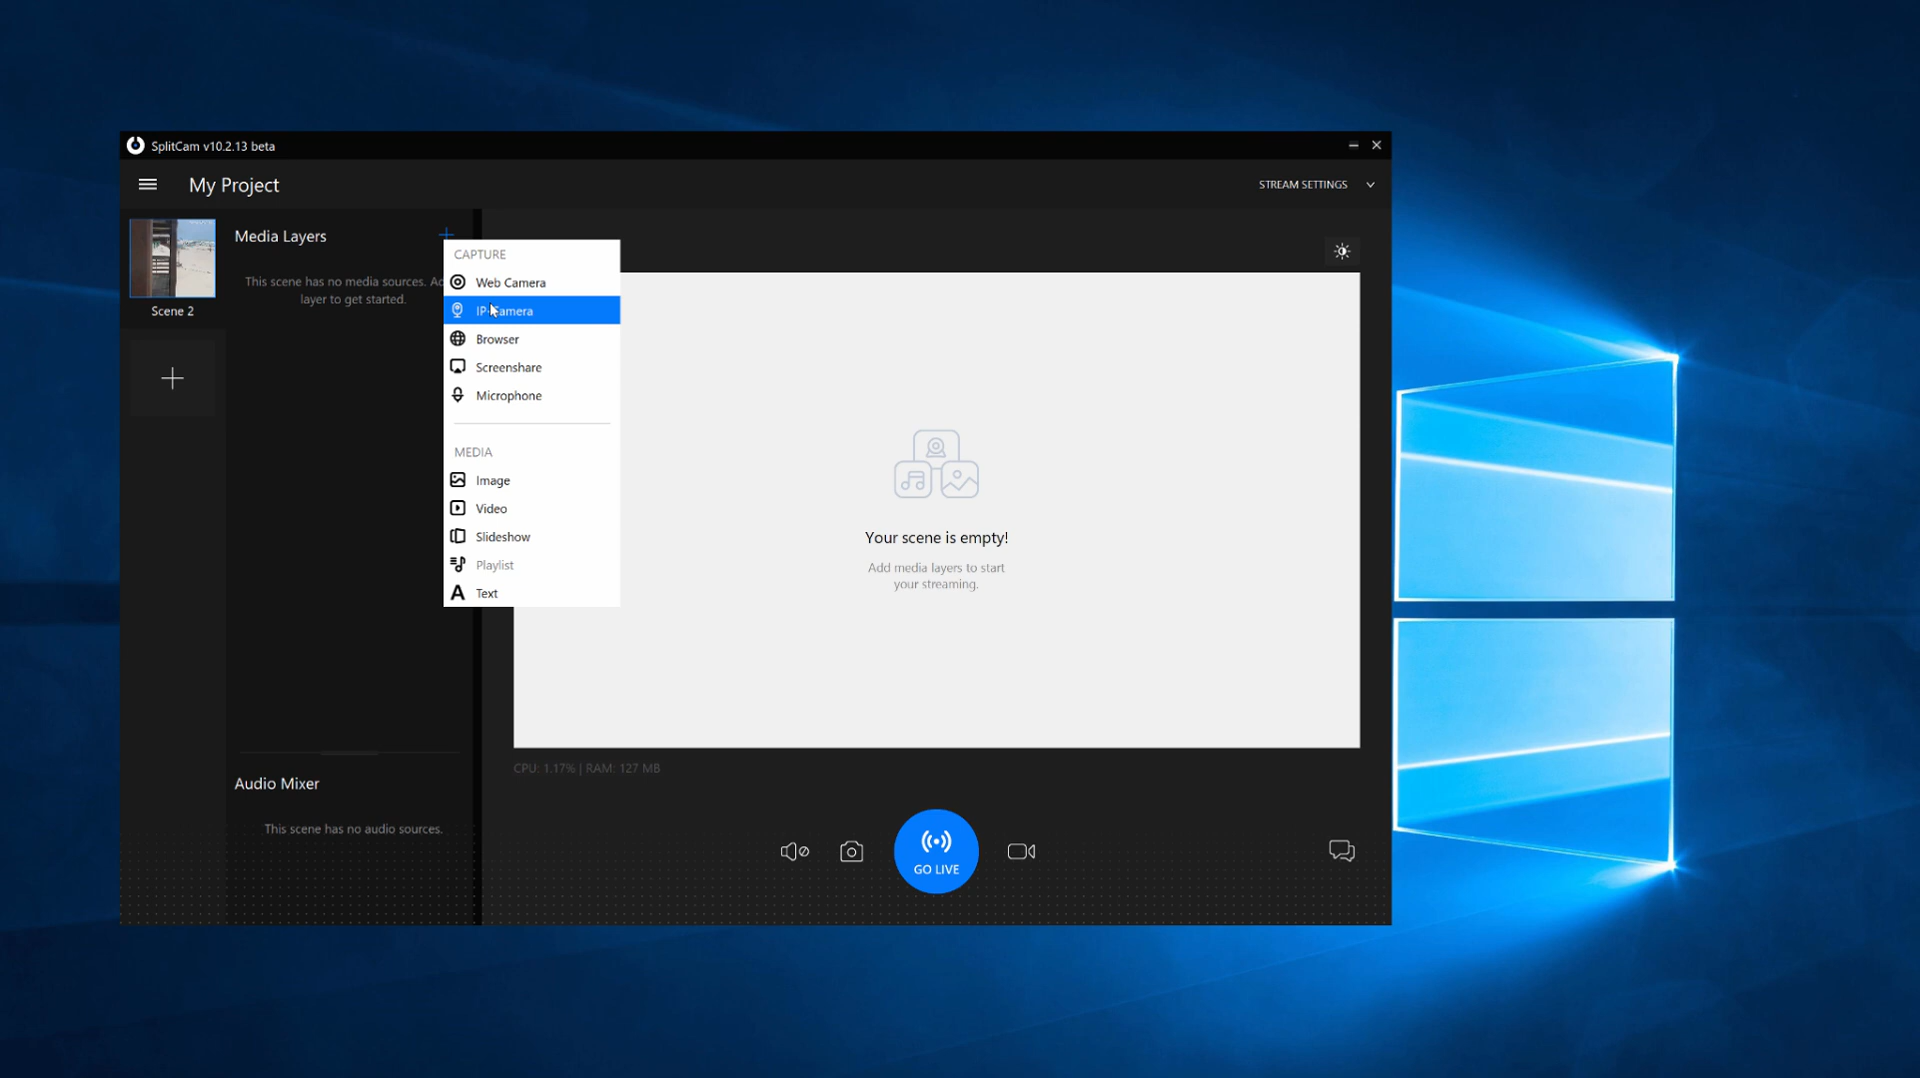 SplitCam v10.2.13 beta
My Project
STREAM SETTINGS
Media Layers
This scene has no media sources.
layer to get started.
Scene 2
CAPTURE
Web Camera
IP Camera
Browser
Screenshare
Microphone
MEDIA
Image
Video
Slideshow
Playlist
Text
Your scene is empty!
Add media layers to start
your streaming.
CPU: 1.17% | RAM: 127 MB
Audio Mixer
This scene has no audio sources.
GO LIVE